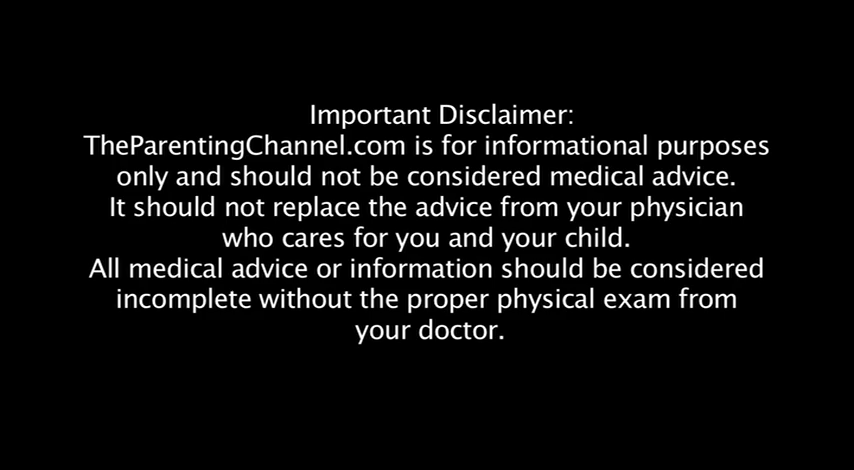 Important Disclaimer:
TheParentingChannel.com is for informational purposes
only and should not be considered medical advice.
It should not replace the advice from your physician
who cares for you and your child.
All medical advice or information should be considered
incomplete without the proper physical exam from
your doctor.